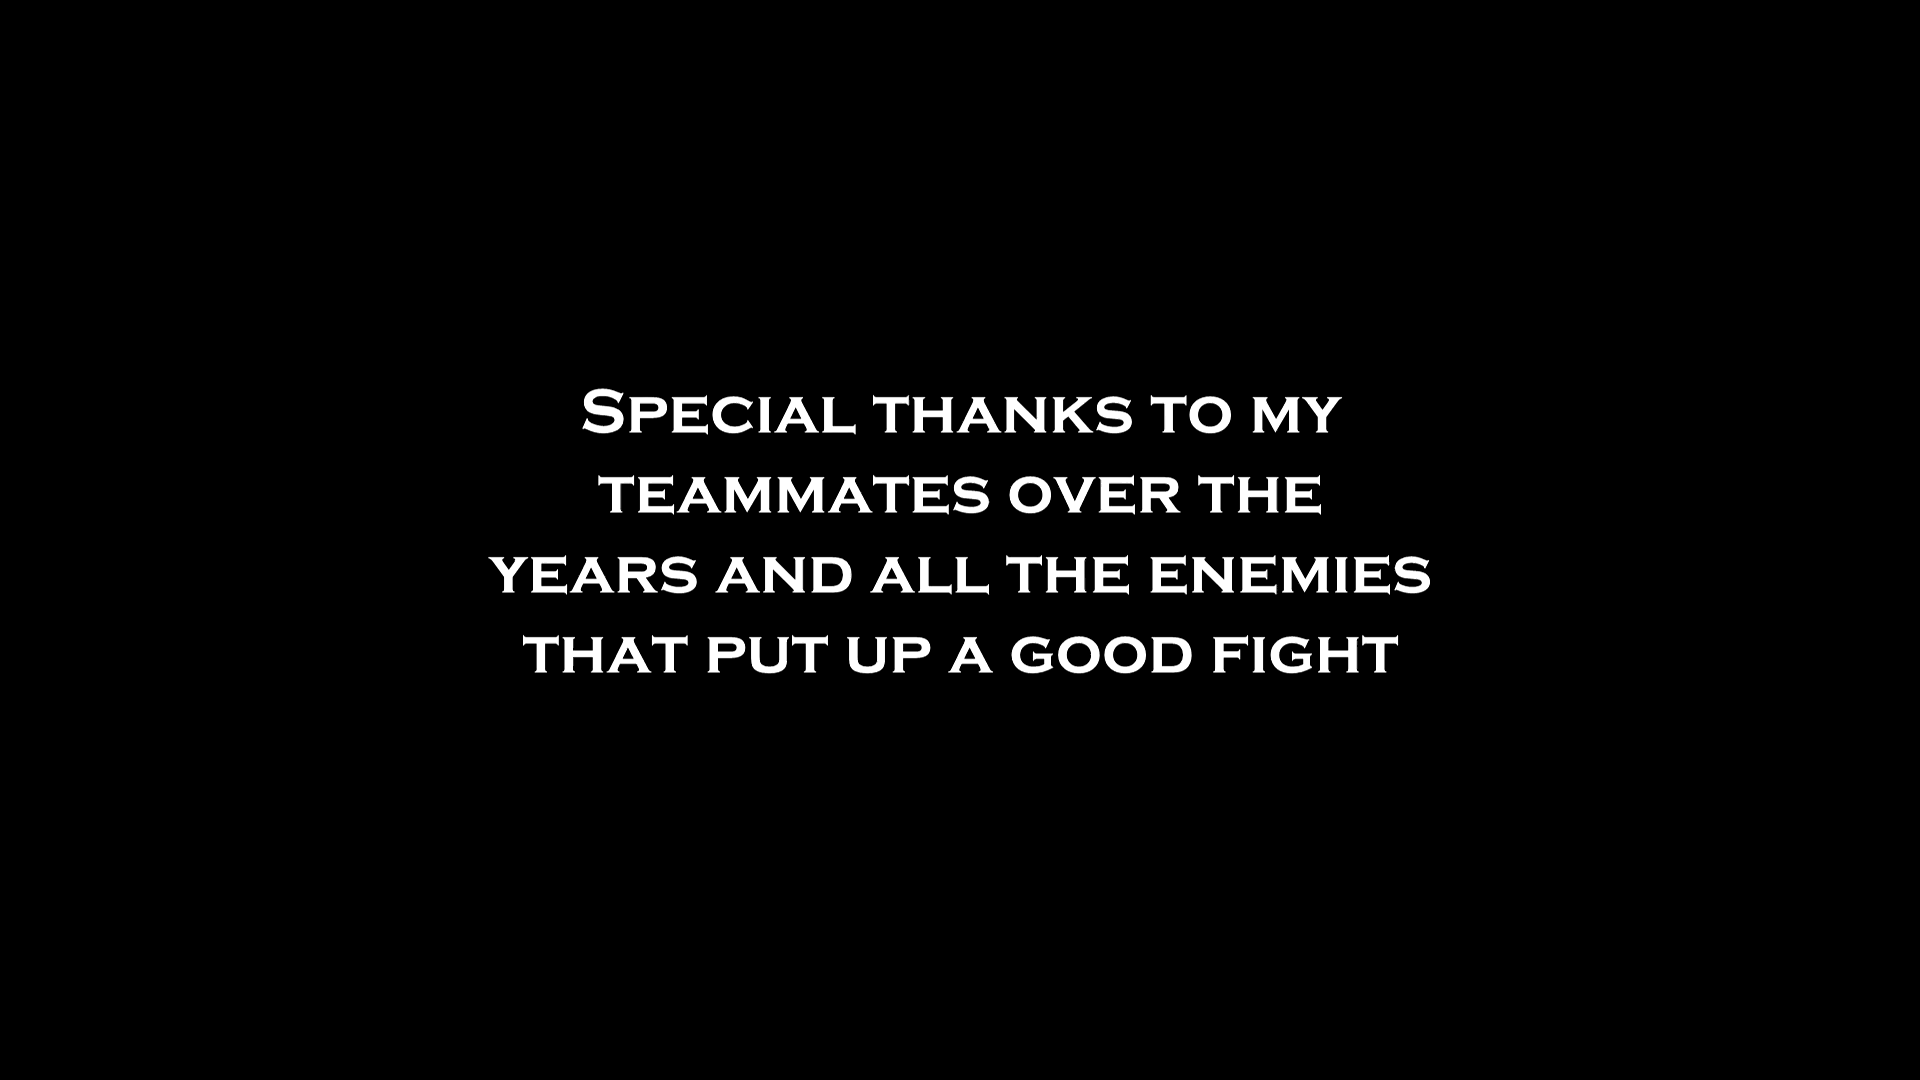 Special thanks to my
teammates over the
years and all the enemies
that put up a good fight